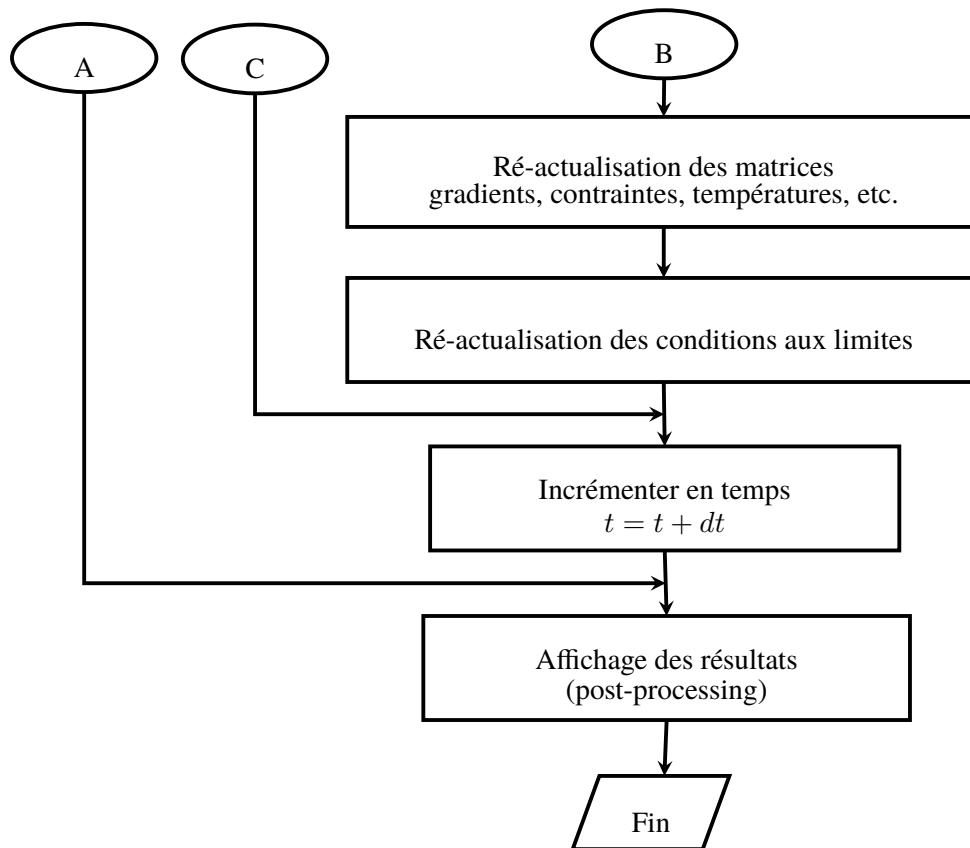 A
C
B
Ré-actualisation des matrices
gradients, contraintes, températures, etc.
Ré-actualisation des conditions aux limites
Incrémenter en temps
t = t + dt
Affichage des résultats
(post-processing)
Fin